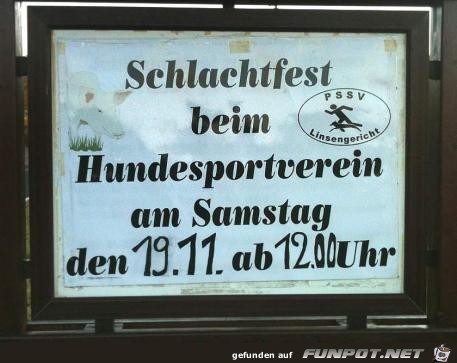 Schlachtfest
beim
PSSV
Linsengericht
Hundesportverein
am Samstag
den 19.11. ab 12.00 Uhr
gefunden auf FUNPOT.NET